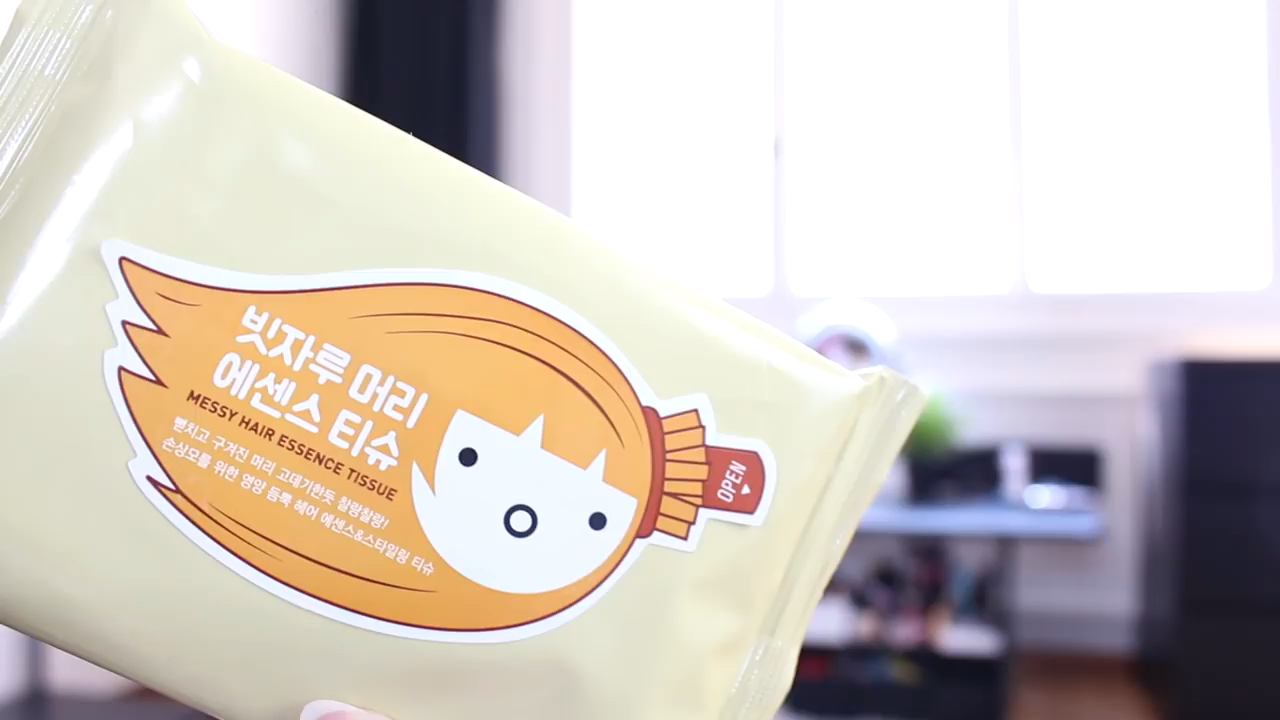 빗자루 머리
에센스 티슈
MESSY HAIR ESSENCE TISSUE
뻗치고 구겨진 머리 고데기한듯 찰랑찰랑!
손상모를 위한 영양 듬뿍 헤어 에센스&스타일링 티슈
OPEN